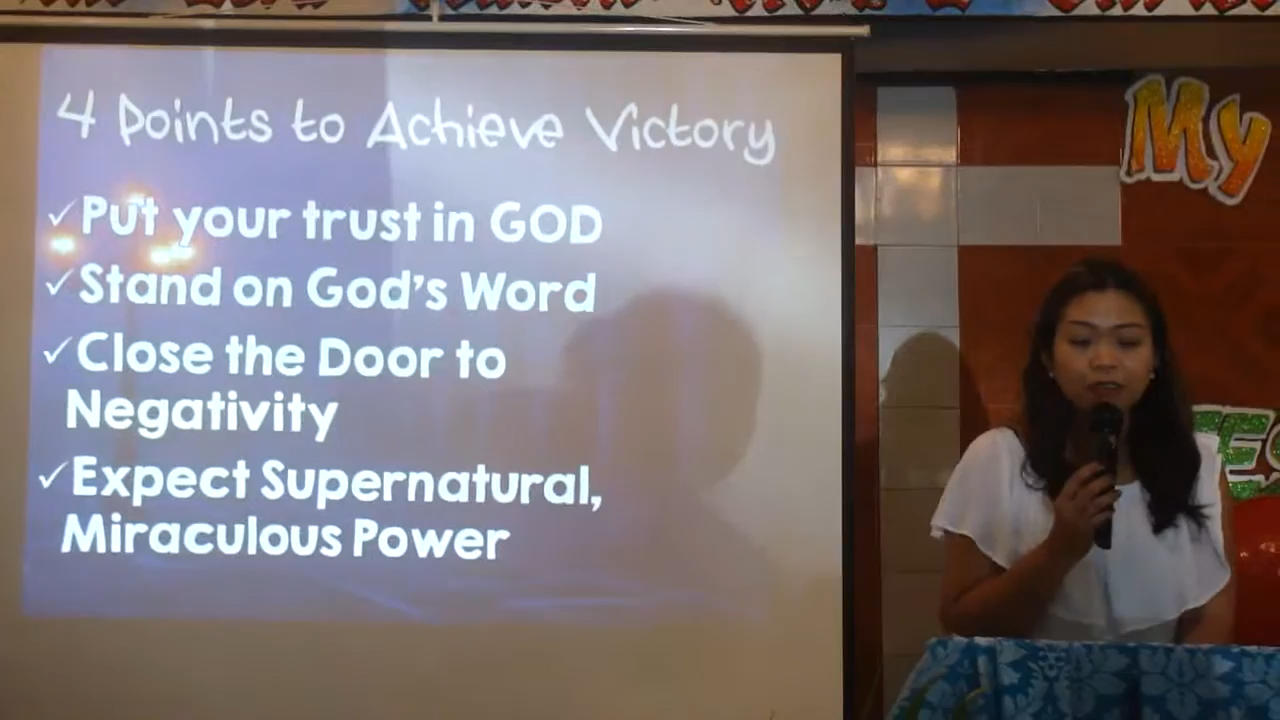 4 Points to Achieve Victory
✓Put your trust in GOD
✓Stand on God's Word
✓Close the Door to
Negativity
✓Expect Supernatural,
Miraculous Power
My